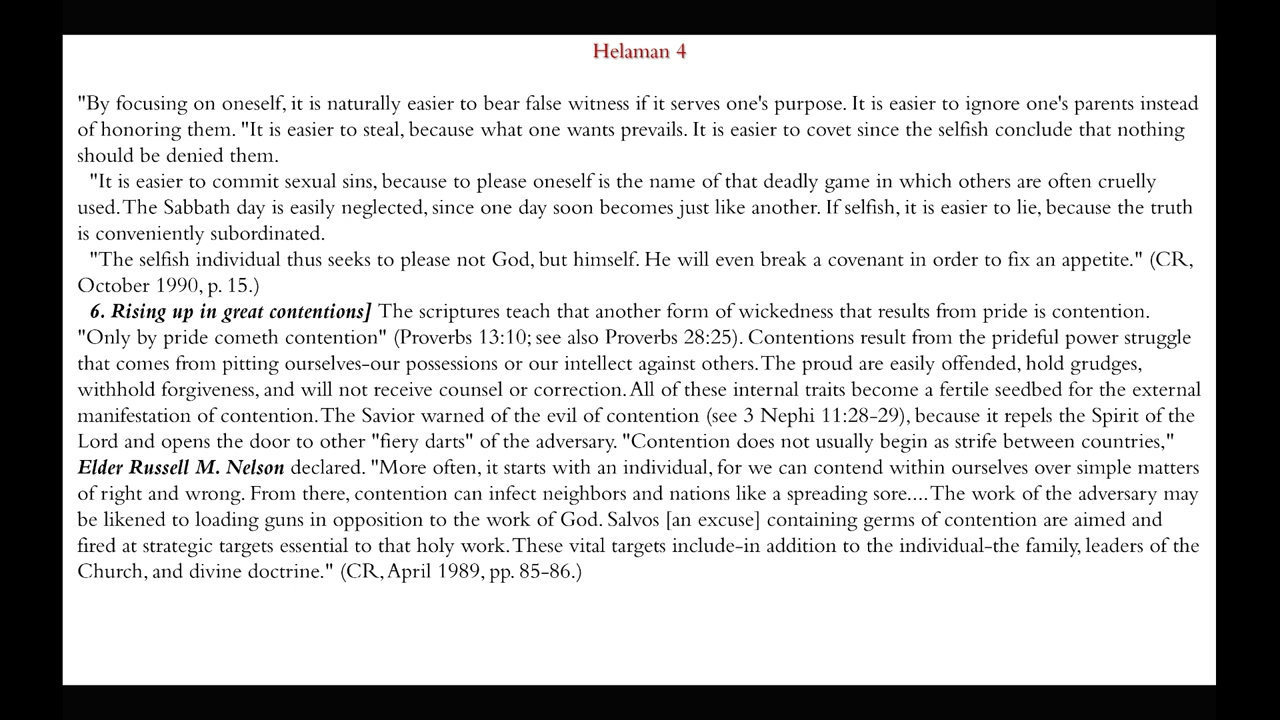 Helaman 4
"By focusing on oneself, it is naturally easier to bear false witness if it serves one's purpose. It is easier to ignore one's parents instead
of honoring them. "It is easier to steal, because what one wants prevails. It is easier to covet since the selfish conclude that nothing
should be denied them.
"It is easier to commit sexual sins, because to please oneself is the name of that deadly game in which others are often cruelly
used. The Sabbath day is easily neglected, since one day soon becomes just like another. If selfish, it is easier to lie, because the truth
is conveniently subordinated.
"The selfish individual thus seeks to please not God, but himself. He will even break a covenant in order to fix an appetite." (CR,
October 1990, p. 15.)
6. Rising up in great contentions] The scriptures teach that another form of wickedness that results from pride is contention.
"Only by pride cometh contention" (Proverbs 13:10; see also Proverbs 28:25). Contentions result from the prideful power struggle
that comes from pitting ourselves-our possessions or our intellect against others. The proud are easily offended, hold grudges,
withhold forgiveness, and will not receive counsel or correction. All of these internal traits become a fertile seedbed for the external
manifestation of contention. The Savior warned of the evil of contention (see 3 Nephi 11:28-29), because it repels the Spirit of the
Lord and opens the door to other "fiery darts" of the adversary. "Contention does not usually begin as strife between countries,"
Elder Russell M. Nelson declared. "More often, it starts with an individual, for we can contend within ourselves over simple matters
of right and wrong. From there, contention can infect neighbors and nations like a spreading sore.... The work of the adversary may
be likened to loading guns in opposition to the work of God. Salvos [an excuse] containing germs of contention are aimed and
fired at strategic targets essential to that holy work. These vital targets include-in addition to the individual-the family, leaders of the
Church, and divine doctrine." (CR, April 1989, pp. 85-86.)